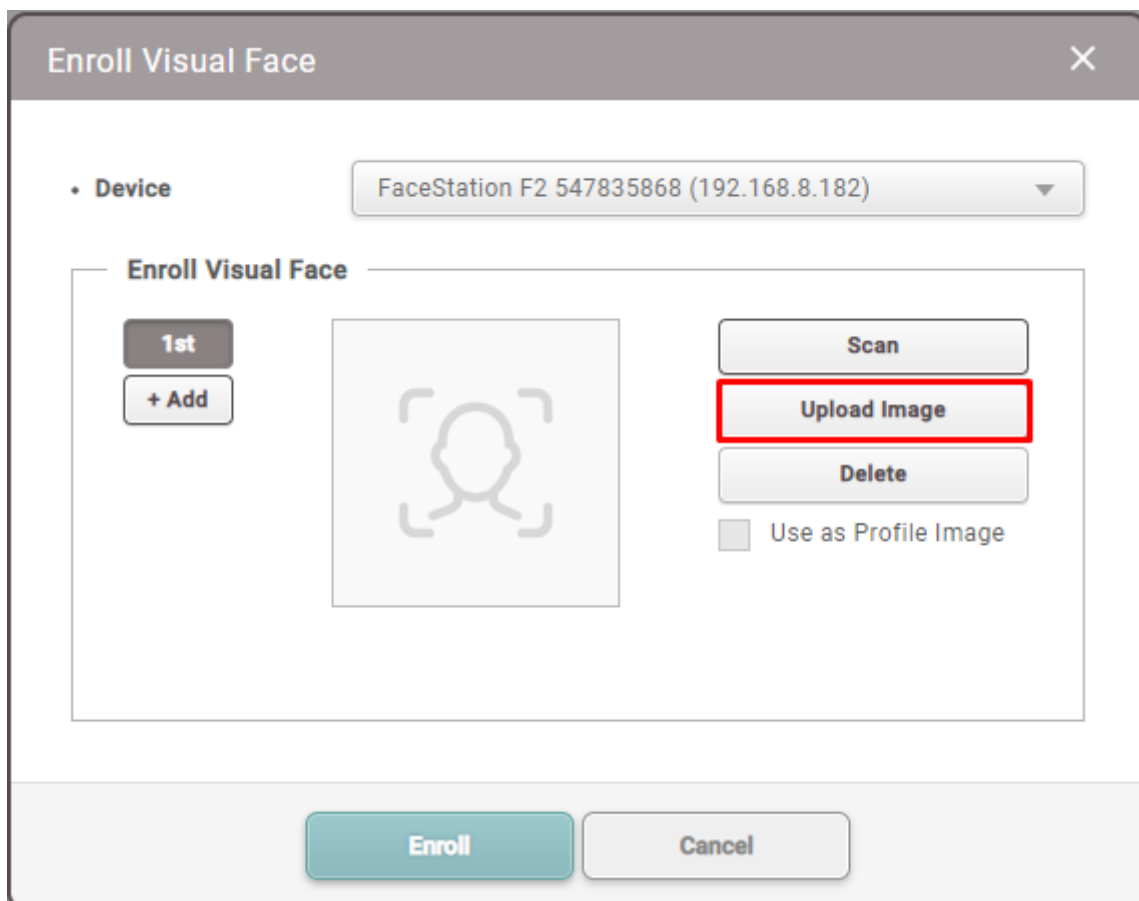 Enroll Visual Face
• Device
FaceStation F2 547835868 (192.168.8.182)
Enroll Visual Face
1st
+ Add
Scan
Upload Image
Delete
Use as Profile Image
Enroll
Cancel